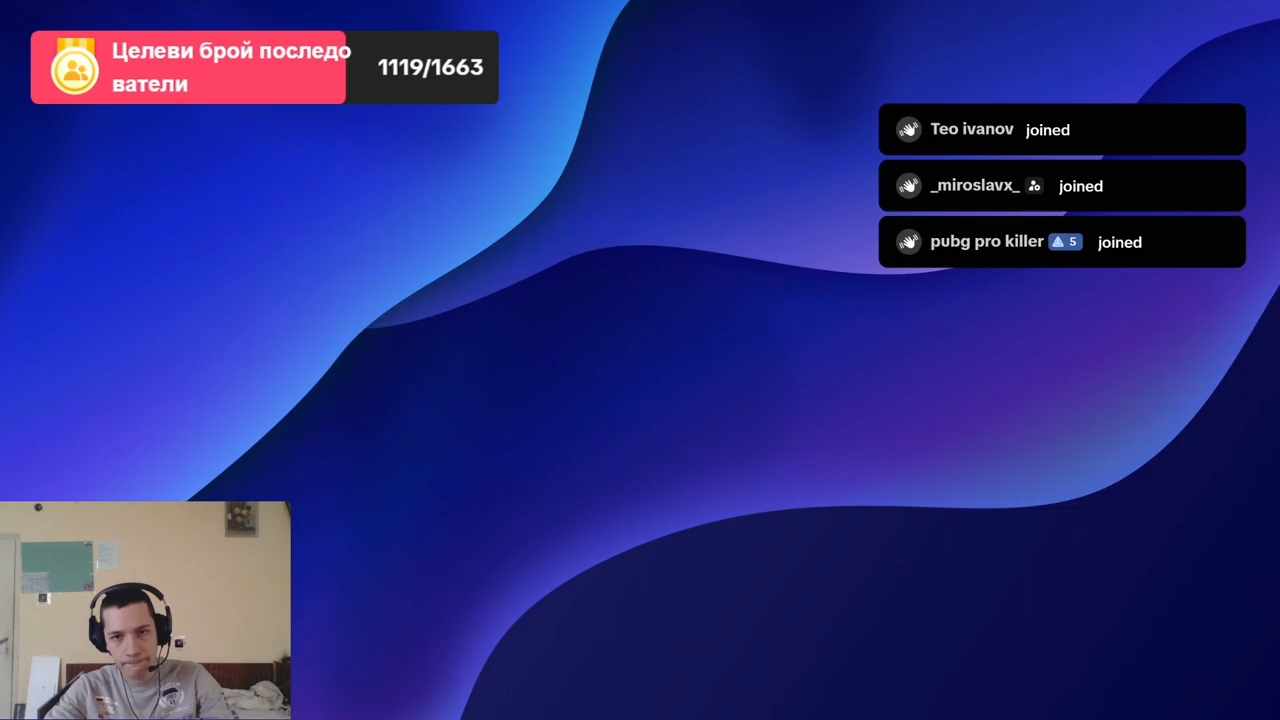 Целеви брой последо
ватели
1119/1663
Teo ivanov joined
_miroslavx_ joined
pubg pro killer 5 joined